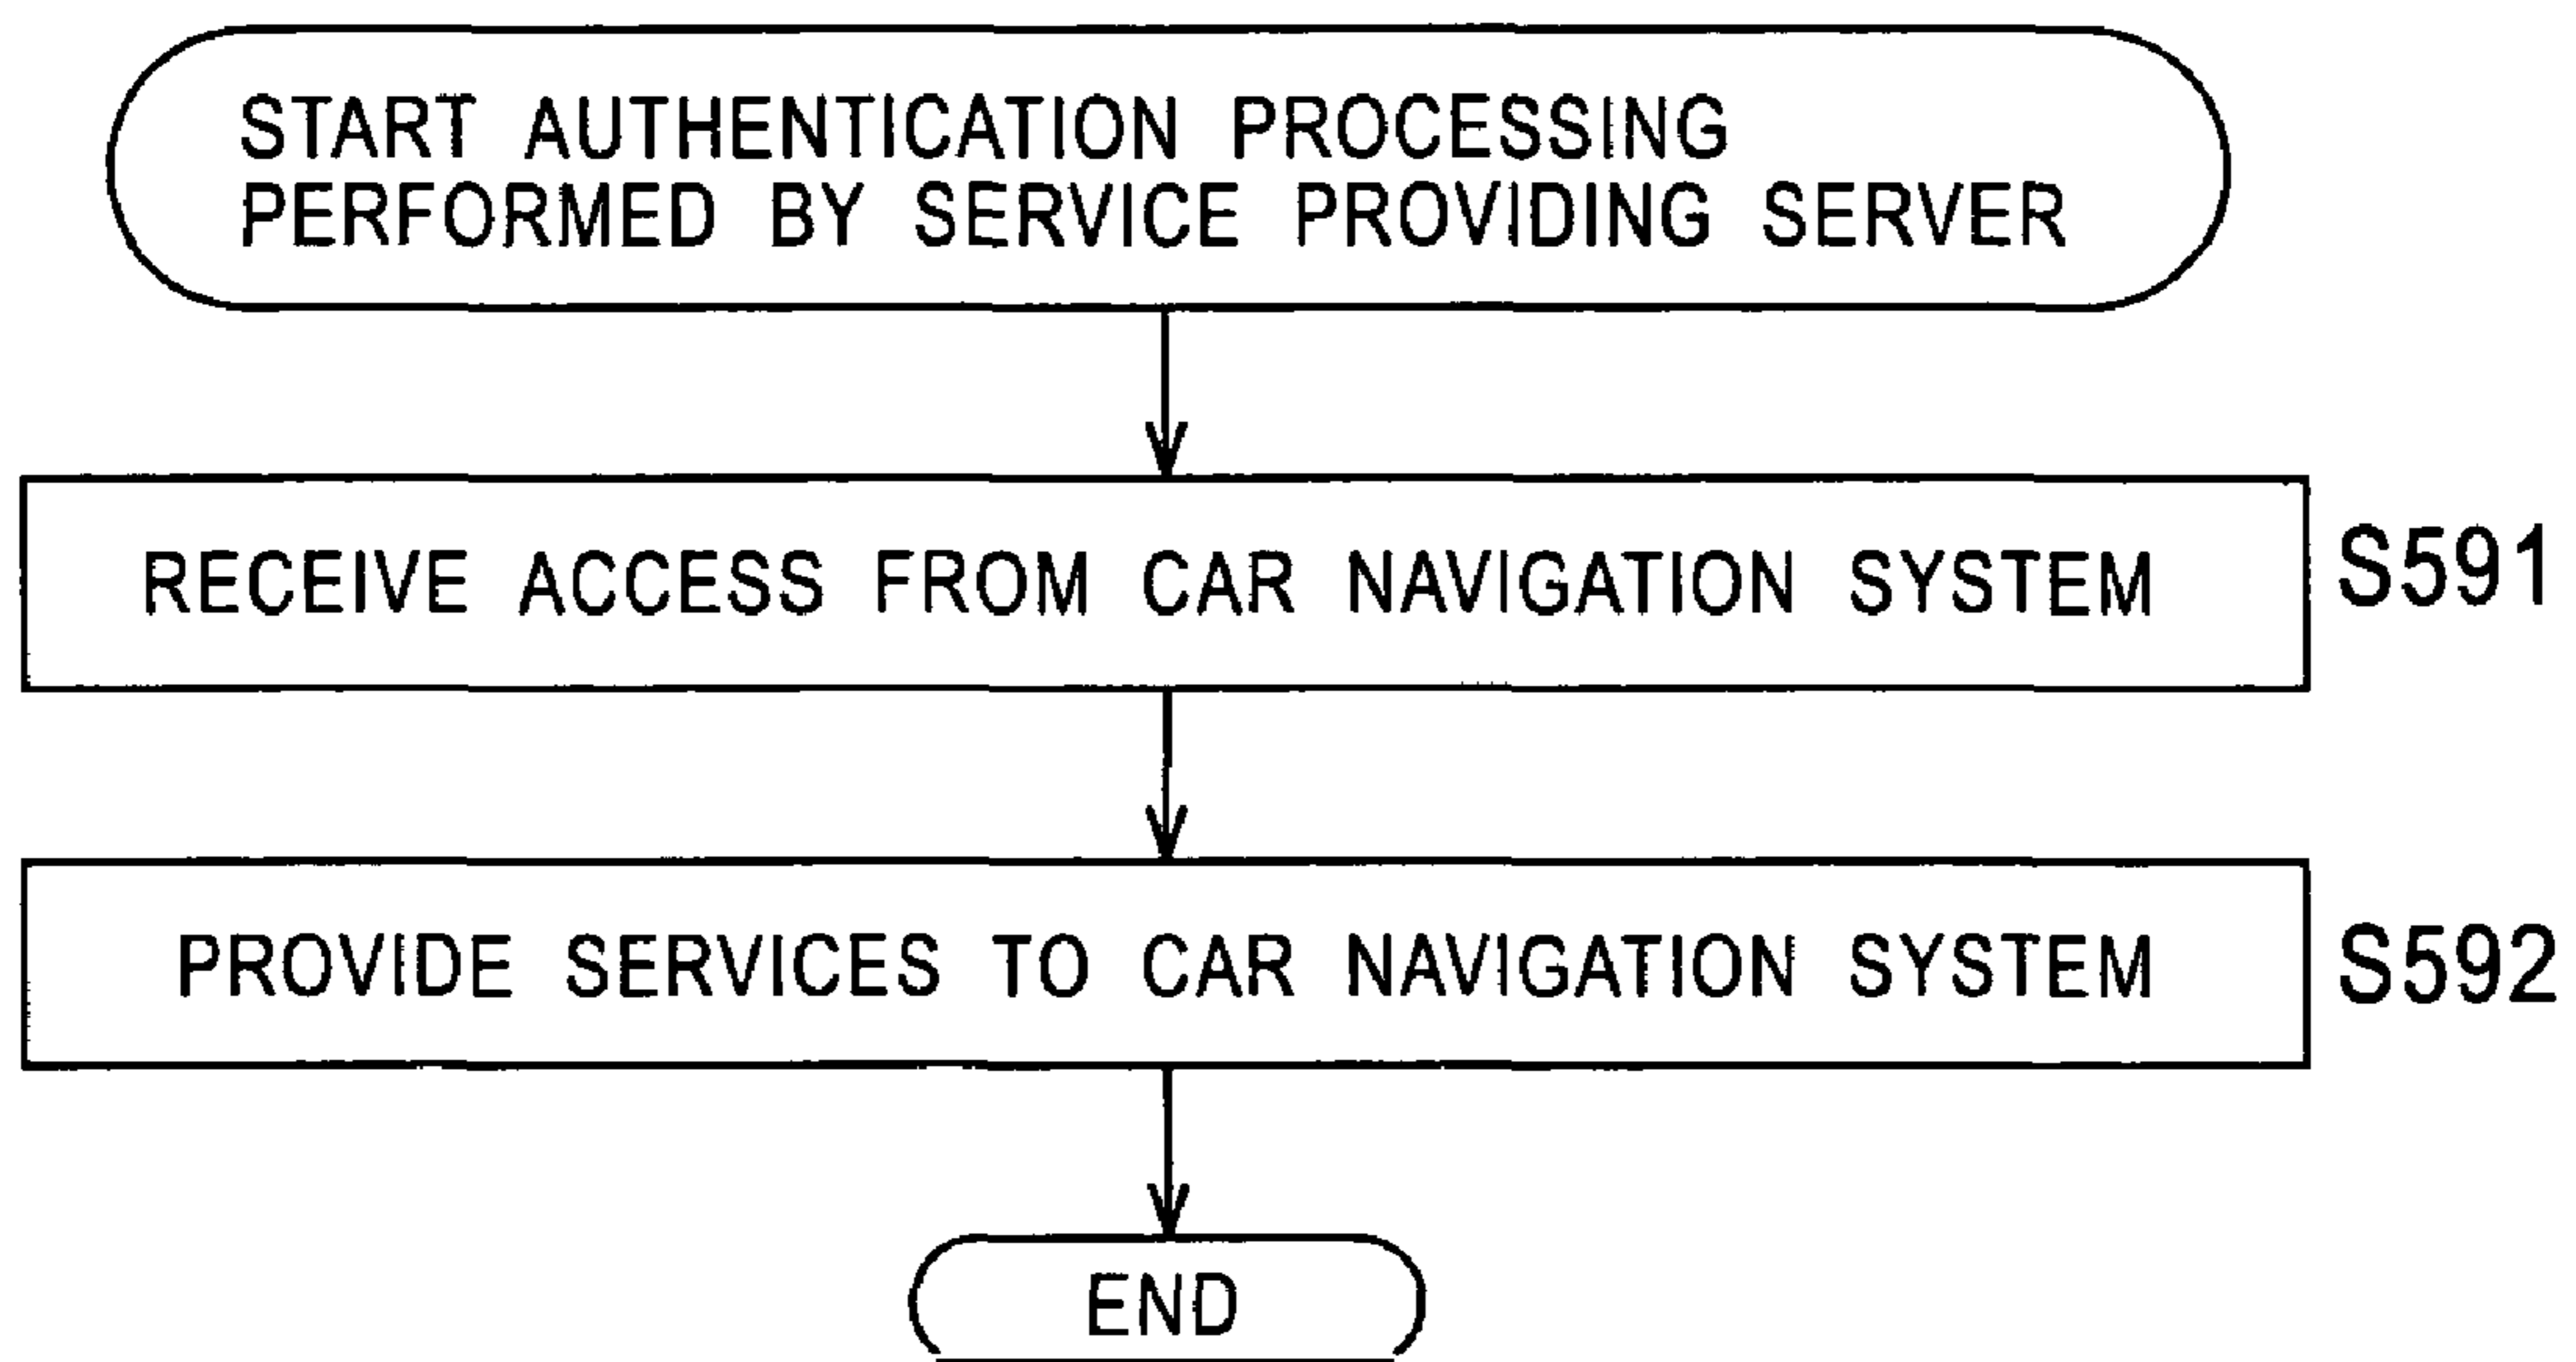 START AUTHENTICATION PROCESSING
PERFORMED BY SERVICE PROVIDING SERVER
RECEIVE ACCESS FROM CAR NAVIGATION SYSTEM
S591
PROVIDE SERVICES TO CAR NAVIGATION SYSTEM
S592
END